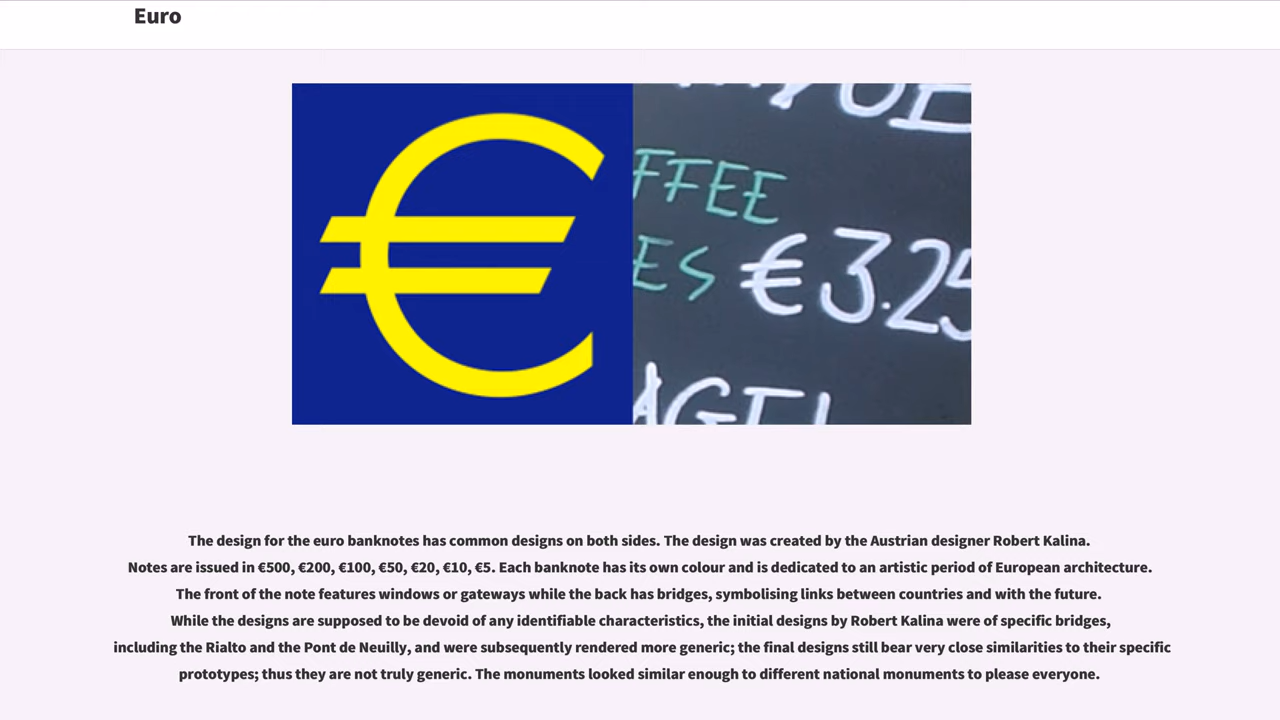 Euro
€
FFEE
ES €3.25
The design for the euro banknotes has common designs on both sides. The design was created by the Austrian designer Robert Kalina.
Notes are issued in €500, €200, €100, €50, €20, €10, €5. Each banknote has its own colour and is dedicated to an artistic period of European architecture.
The front of the note features windows or gateways while the back has bridges, symbolising links between countries and with the future.
While the designs are supposed to be devoid of any identifiable characteristics, the initial designs by Robert Kalina were of specific bridges,
including the Rialto and the Pont de Neuilly, and were subsequently rendered more generic; the final designs still bear very close similarities to their specific
prototypes; thus they are not truly generic. The monuments looked similar enough to different national monuments to please everyone.